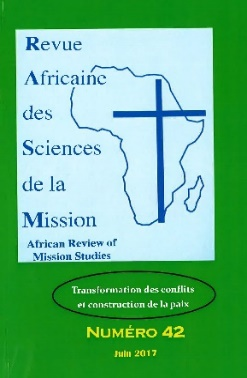 Revue
Africaine
des
Sciences
de la
Mission
African Review of
Mission Studies
Transformation des conflits
et construction de la paix
NUMÉRO 42
Juin 2017